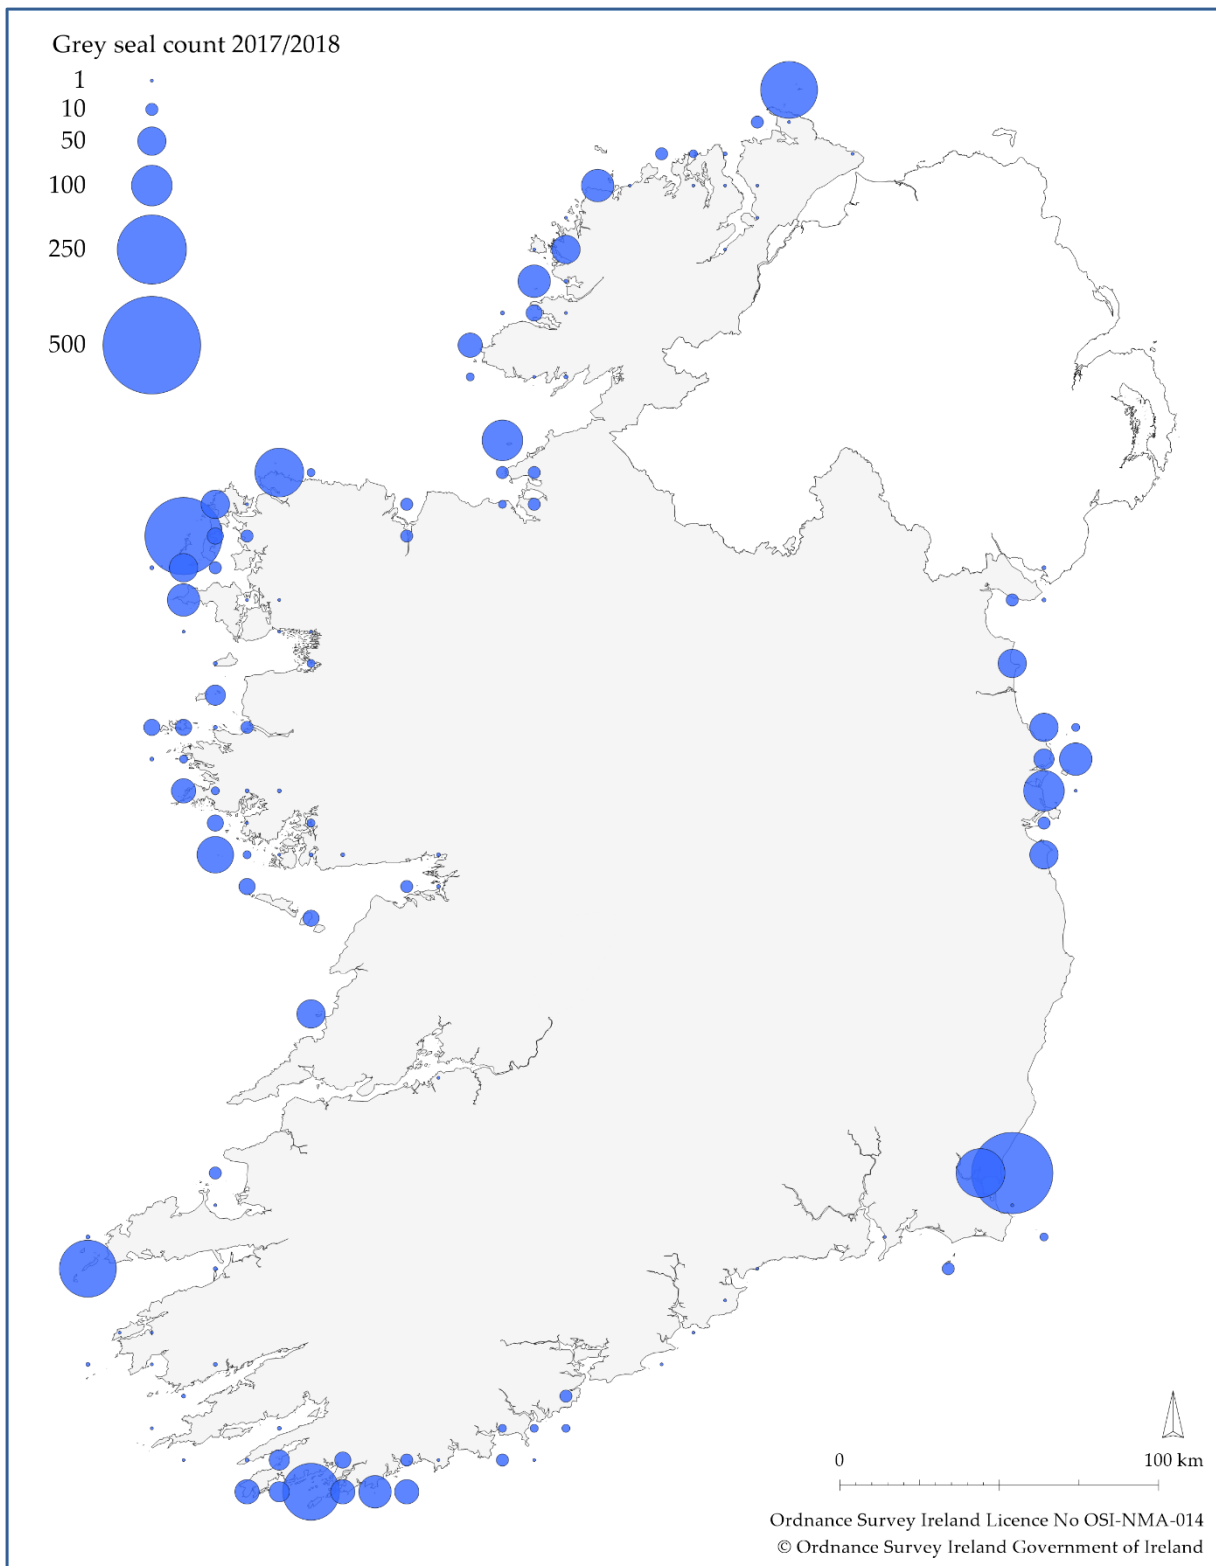 Grey seal count 2017/2018
1
10
50
100
250
500
0
100 km
Ordnance Survey Ireland Licence No OSI-NMA-014
© Ordnance Survey Ireland Government of Ireland